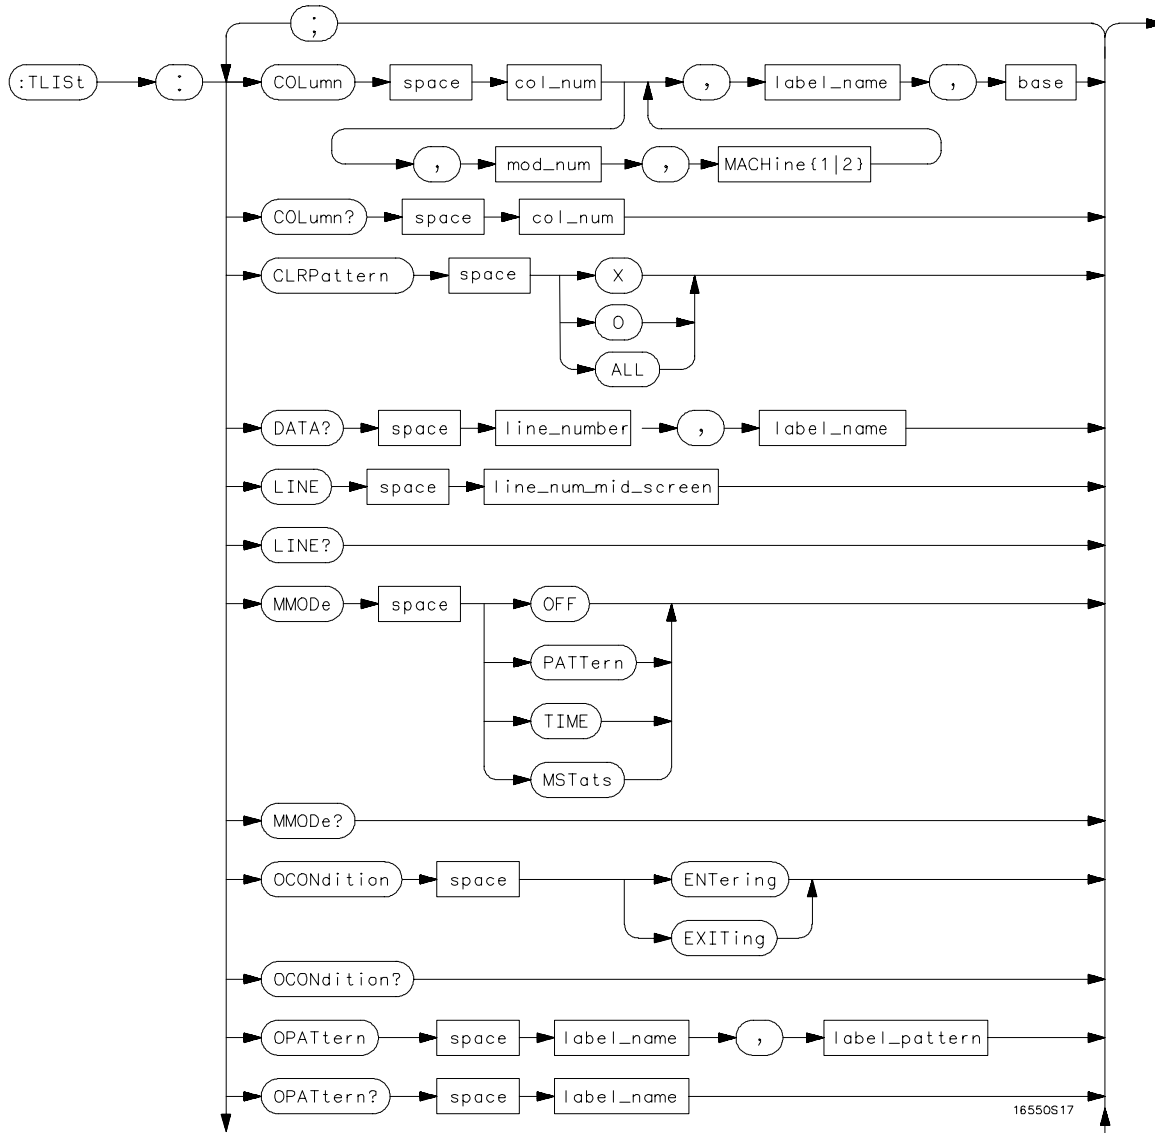 ;
:TLISt : COLumn space col_num , label_name , base
, mod_num , MACHine{1|2}
COLumn? space col_num
CLRPattern space X
O
ALL
DATA? space line_number , label_name
LINE space line_num_mid_screen
LINE?
MMODe space OFF
PATTern
TIME
MSTats
MMODe?
OCONdition space ENTering
EXITing
OCONdition?
OPATtern space label_name , label_pattern
OPATtern? space label_name
16550S17